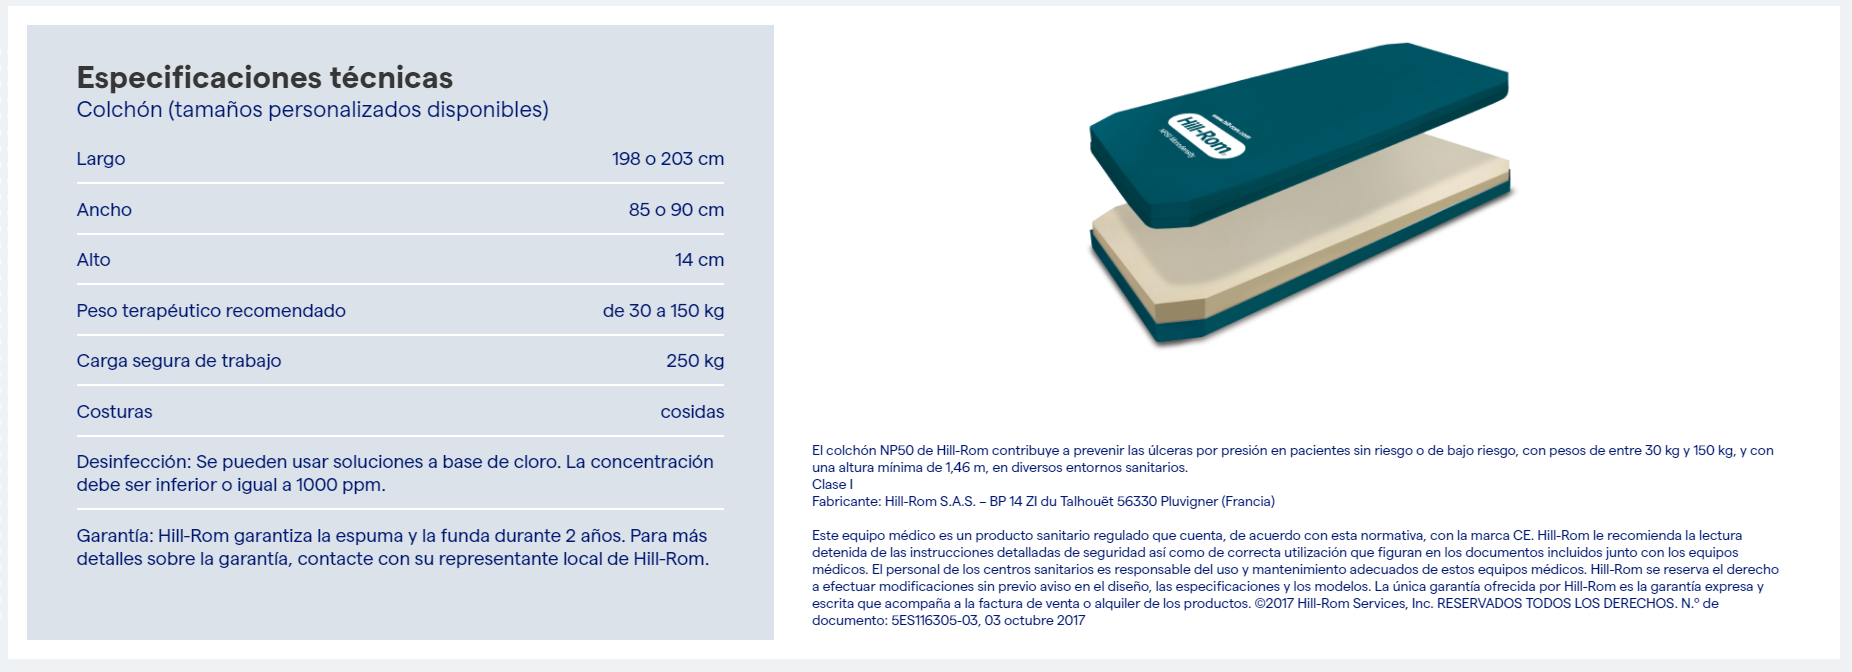 Especificaciones técnicas
Colchón (tamaños personalizados disponibles)
Largo 198 o 203 cm
Ancho 85 o 90 cm
Alto 14 cm
Peso terapéutico recomendado de 30 a 150 kg
Carga segura de trabajo 250 kg
Costuras cosidas
Desinfección: Se pueden usar soluciones a base de cloro. La concentración
debe ser inferior o igual a 1000 ppm.
Garantía: Hill-Rom garantiza la espuma y la funda durante 2 años. Para más
detalles sobre la garantía, contacte con su representante local de Hill-Rom.
www.hill-rom.com
Hill-Rom
NP50
El colchón NP50 de Hill-Rom contribuye a prevenir las úlceras por presión en pacientes sin riesgo o de bajo riesgo, con pesos de entre 30 kg y 150 kg, y con
una altura mínima de 1,46 m, en diversos entornos sanitarios.
Clase I
Fabricante: Hill-Rom S.A.S. – BP 14 ZI du Talhouët 56330 Pluvigner (Francia)
Este equipo médico es un producto sanitario regulado que cuenta, de acuerdo con esta normativa, con la marca CE. Hill-Rom le recomienda la lectura
detenida de las instrucciones detalladas de seguridad así como de correcta utilización que figuran en los documentos incluidos junto con los equipos
médicos. El personal de los centros sanitarios es responsable del uso y mantenimiento adecuados de estos equipos médicos. Hill-Rom se reserva el derecho
a efectuar modificaciones sin previo aviso en el diseño, las especificaciones y los modelos. La única garantía ofrecida por Hill-Rom es la garantía expresa y
escrita que acompaña a la factura de venta o alquiler de los productos. ©2017 Hill-Rom Services, Inc. RESERVADOS TODOS LOS DERECHOS. N.º de
documento: 5ES116305-03, 03 octubre 2017